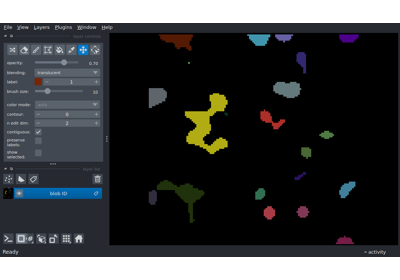 File View Layers Plugins Window Help
opacity: 0.70
blending: translucent
label: 1
brush size: 10
color mode:
contour: 0
n edit dim: 2
contiguous:
preserve
labels:
show
selected:
blob ID
Ready
activity